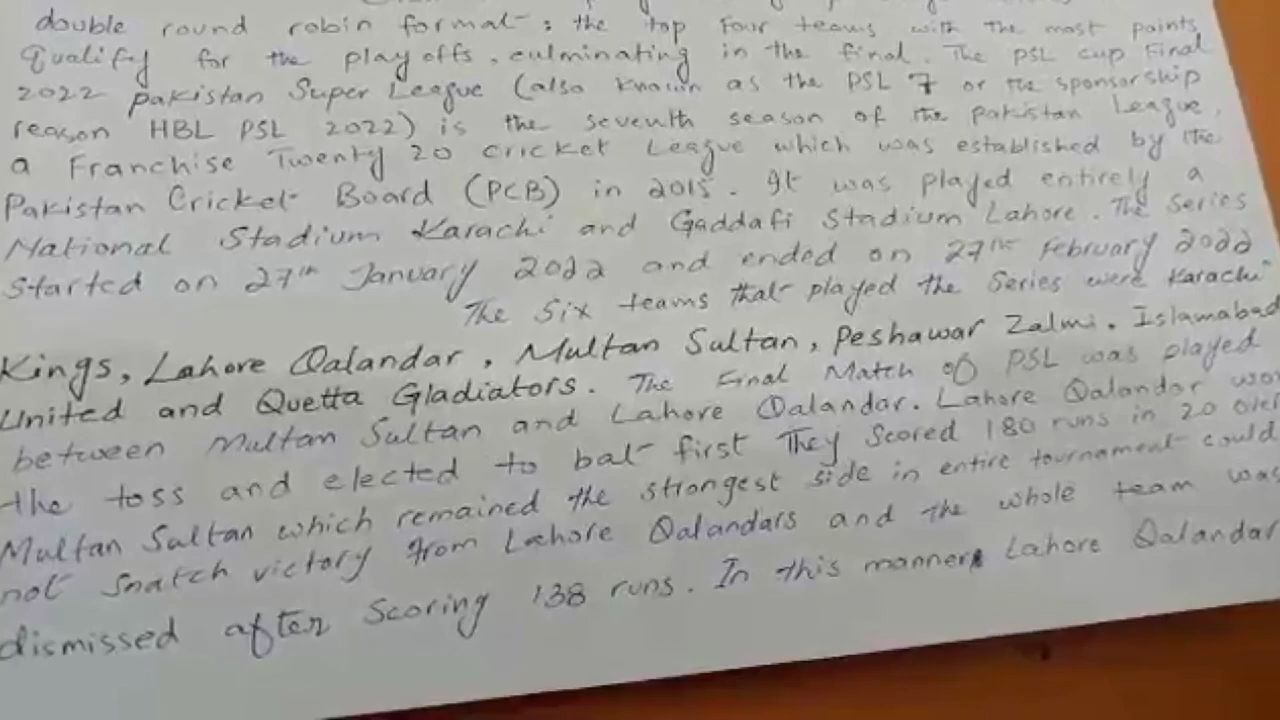 double round robin format; the top Four teams with the most points
Qualify for the play offs, culminating in the final. The PSL cup Final
2022 Pakistan Super League (also known as the PSL 7 or the sponsorship
reason HBL PSL 2022) is the seventh season of the Pakistan League,
a Franchise Twenty 20 cricket League which was established by the
Pakistan Cricket Board (PCB) in 2015. It was played entirely a
National Stadium Karachi and Gaddafi Stadium Lahore. The Series
Started on 27th January 2022 and ended on 27th February 2022
The Six teams that played the Series were Karachi
Kings, Lahore Qalandar, Multan Sultan, Peshawar Zalmi, Islamabad
United and Quetta Gladiators. The Final Match of PSL was played
between Multan Sultan and Lahore Qalandar. Lahore Qalandar won
the toss and elected to bat first They Scored 180 runs in 20 over
Multan Sultan which remained the strongest side in entire tournament could
not Snatch victory from Lahore Qalandars and the whole team was
dismissed after Scoring 138 runs. In this manner Lahore Qalandar